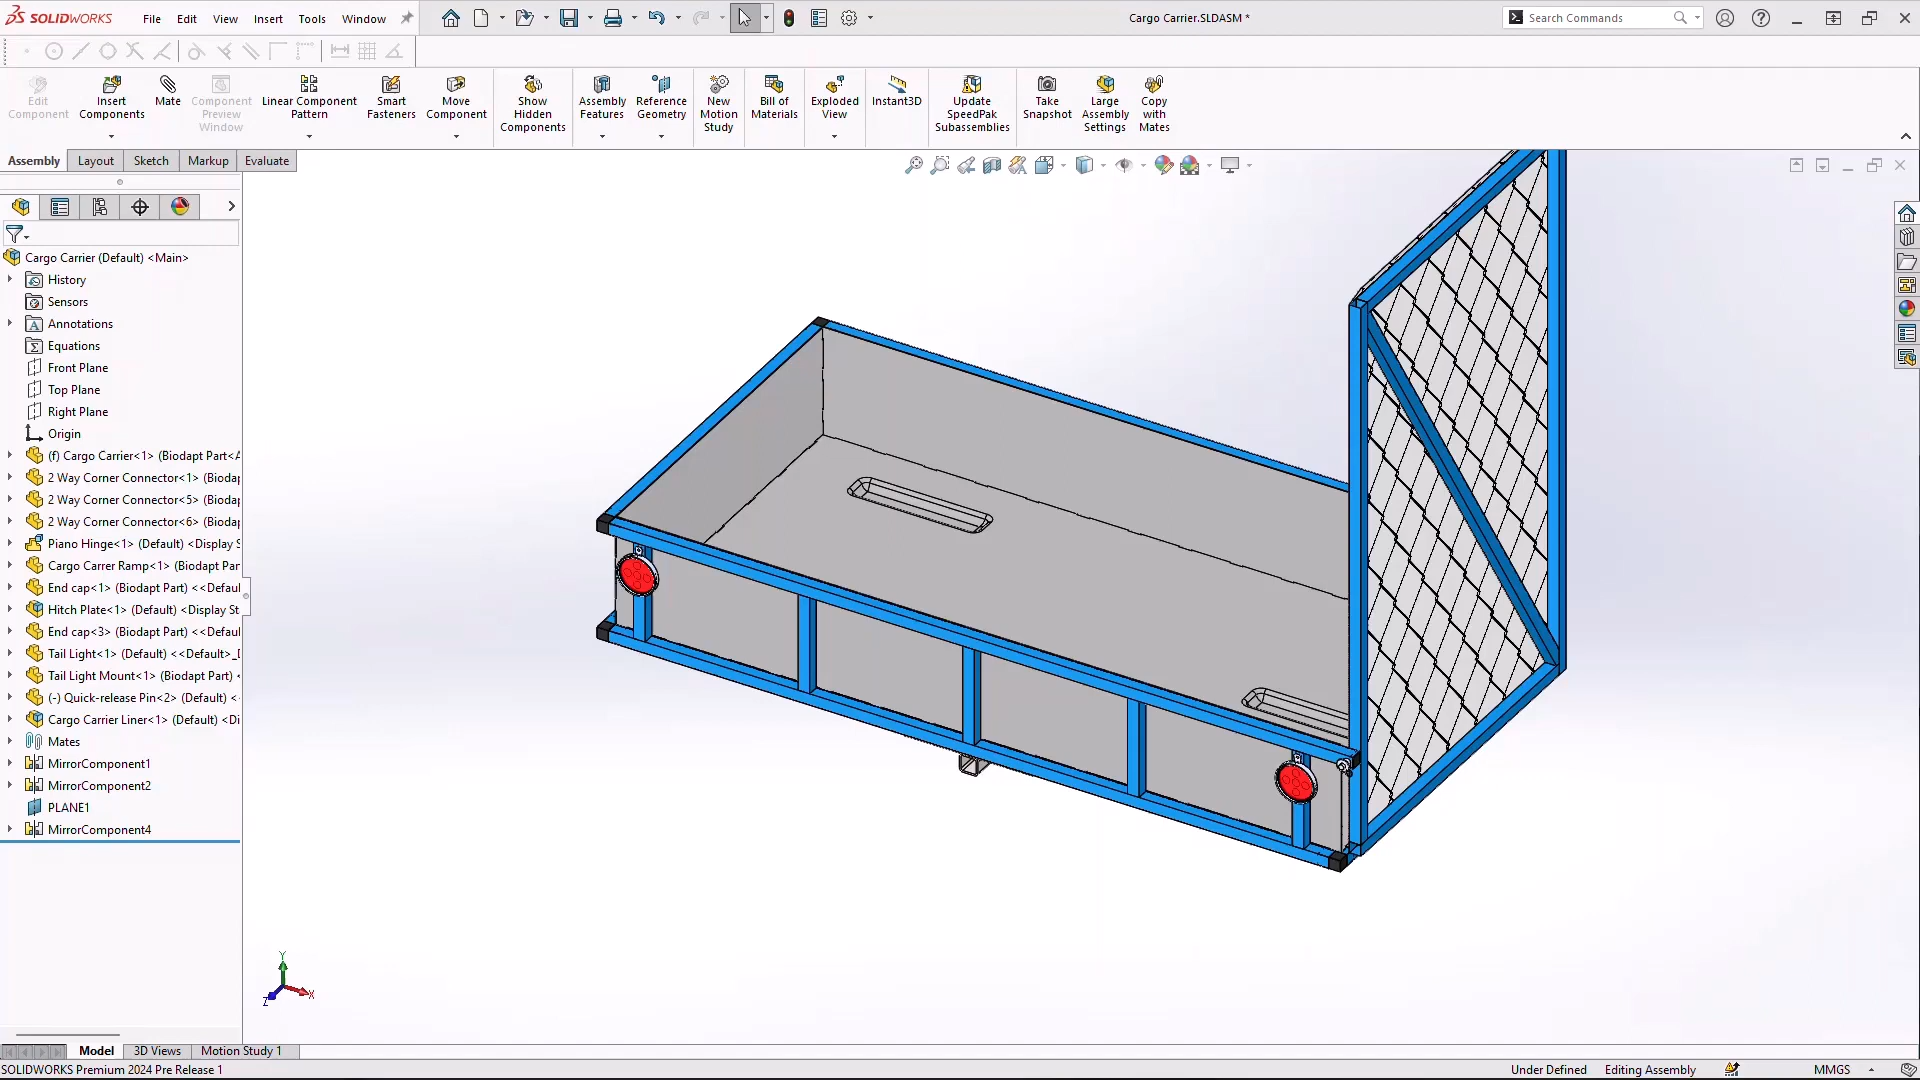 SOLIDWORKS
File
Edit
View
Insert
Tools
Window
Cargo Carrier.SLDASM *
Search Commands
Edit
Component
Insert
Components
Mate
Component
Preview
Window
Linear Component
Pattern
Smart
Fasteners
Move
Component
Show
Hidden
Components
Assembly
Features
Reference
Geometry
New
Motion
Study
Bill of
Materials
Exploded
View
Instant3D
Update
SpeedPak
Subassemblies
Take
Snapshot
Large
Assembly
Settings
Copy
with
Mates
Assembly
Layout
Sketch
Markup
Evaluate
Cargo Carrier (Default) <Main>
History
Sensors
Annotations
Equations
Front Plane
Top Plane
Right Plane
Origin
(f) Cargo Carrier<1> (Biodapt Part<A
2 Way Corner Connector<1> (Biodap
2 Way Corner Connector<5> (Biodap
2 Way Corner Connector<6> (Biodap
Piano Hinge<1> (Default) <Display S
Cargo Carrer Ramp<1> (Biodapt Par
End cap<1> (Biodapt Part) <<Defaul
Hitch Plate<1> (Default) <Display St
End cap<3> (Biodapt Part) <<Defaul
Tail Light<1> (Default) <<Default>_D
Tail Light Mount<1> (Biodapt Part) <
(-) Quick-release Pin<2> (Default) <
Cargo Carrier Liner<1> (Default) <Di
Mates
MirrorComponent1
MirrorComponent2
PLANE1
MirrorComponent4
Y
X
Z
Model
3D Views
Motion Study 1
SOLIDWORKS Premium 2024 Pre Release 1
Under Defined
Editing Assembly
MMGS